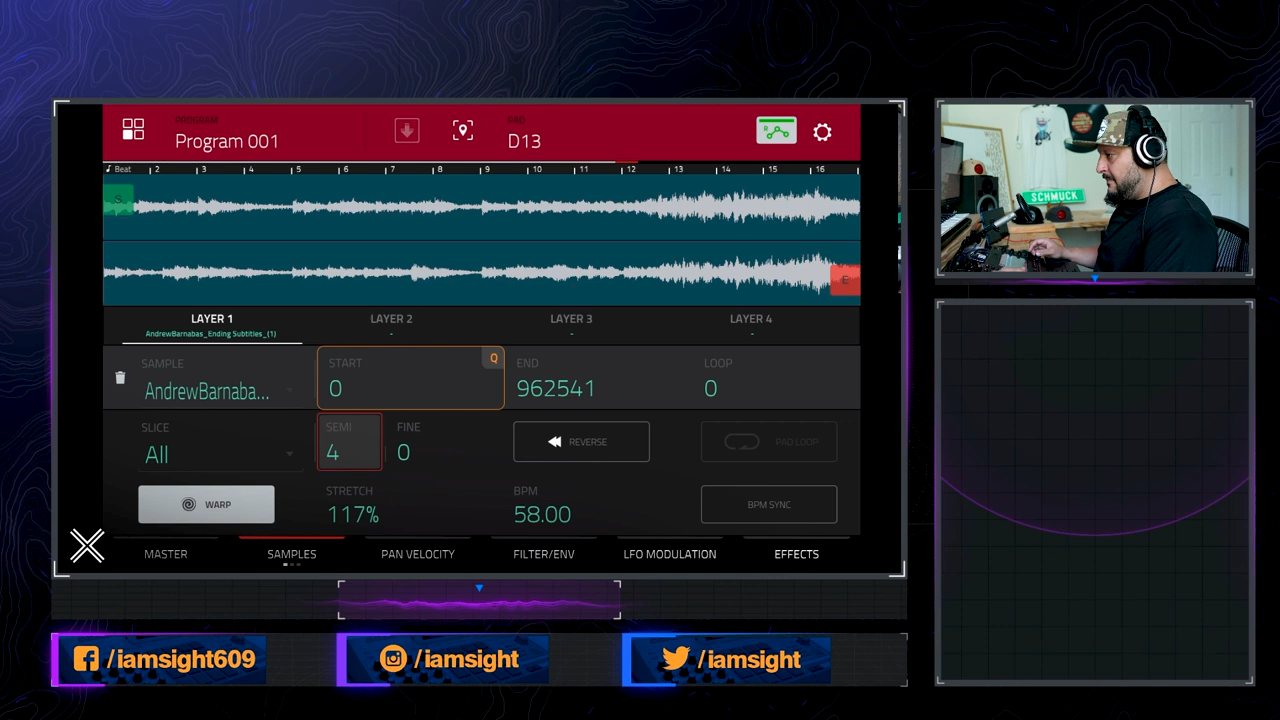 PROGRAM
Program 001
PAD
D13
R
Beat 2 3 4 5 6 7 8 9 10 11 12 13 14 15 16
S
E
LAYER 1 LAYER 2 LAYER 3 LAYER 4
AndrewBarnabas_Ending Subtitles_(1) - - -
SAMPLE START Q END LOOP
AndrewBarnaba... 0 962541 0
SLICE SEMI FINE
All 4 0 REVERSE PAD LOOP
STRETCH BPM
WARP 117% 58.00 BPM SYNC
MASTER SAMPLES PAN VELOCITY FILTER/ENV LFO MODULATION EFFECTS
SCHMUCK
/iamsight609 /iamsight /iamsight